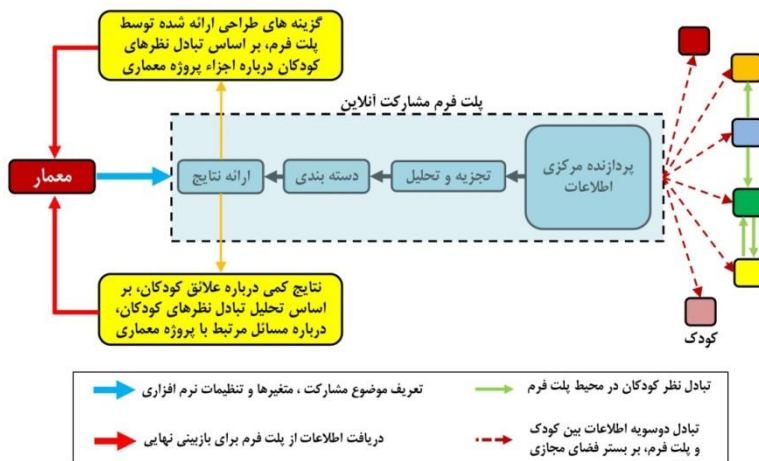 گزینه های طراحی ارائه شده توسط
پلت فرم، بر اساس تبادل نظرهای
کودکان درباره اجزاء پروژه معماری
پلت فرم مشارکت آنلاین
پردازنده مرکزی
اطلاعات
تجزیه و تحلیل
دسته بندی
ارائه نتایج
معمار
نتایج کمی درباره علائق کودکان، بر
اساس تحلیل تبادل نظرهای کودکان،
درباره مسائل مرتبط با پروژه معماری
کودک
تبادل نظر کودکان در محیط پلت فرم
تعریف موضوع مشارکت ، متغیرها و تنظیمات نرم افزاری
تبادل دوسویه اطلاعات بین کودک
و پلت فرم، بر بستر فضای مجازی
دریافت اطلاعات از پلت فرم برای بازبینی نهایی